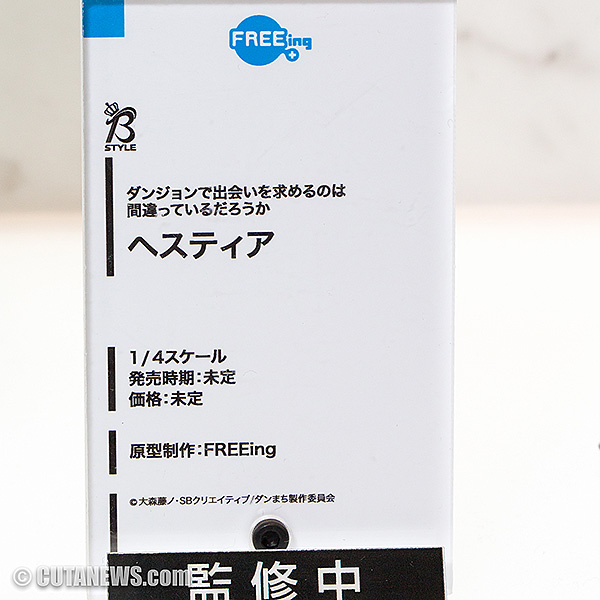 FREEing
B
STYLE
ダンジョンで出会いを求めるのは
間違っているだろうか
ヘスティア
1/4スケール
発売時期:未定
価格:未定
原型制作:FREEing
©大森藤ノ・SBクリエイティブ/ダンまち製作委員会
監修中
© CUTANEWS.com